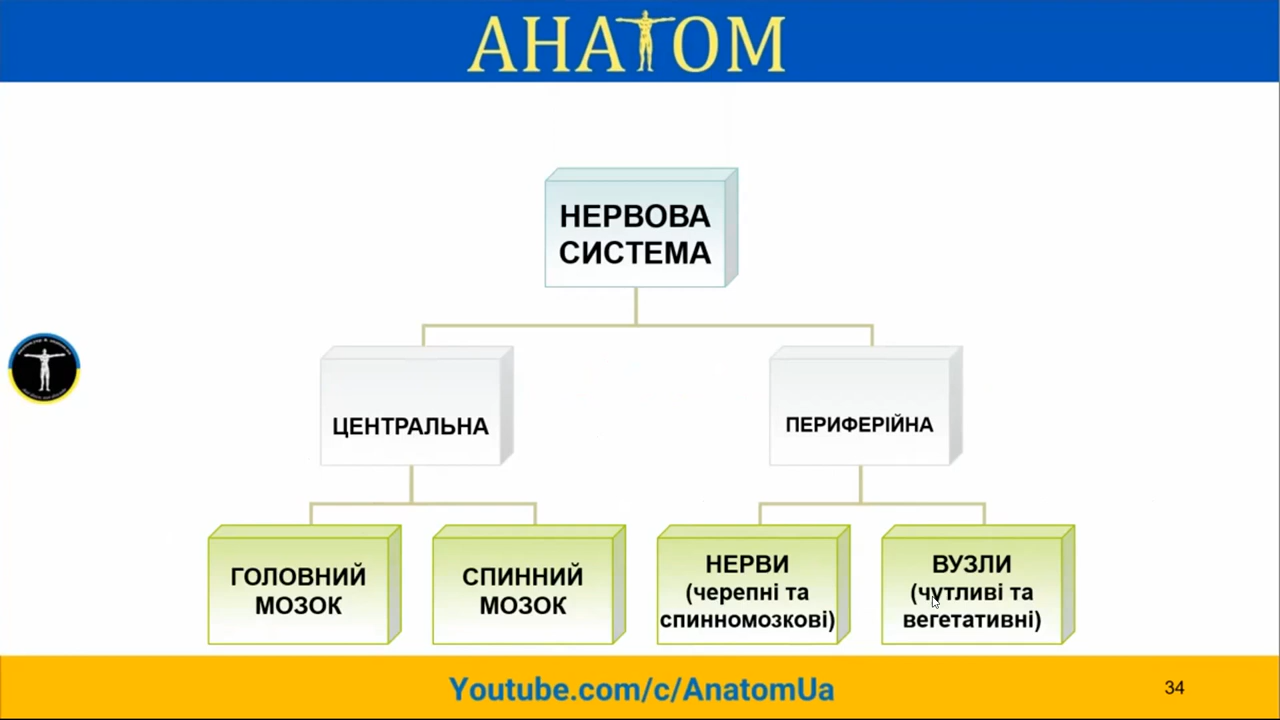 АНАТОМ
НЕРВОВА
СИСТЕМА
ЦЕНТРАЛЬНА
ПЕРИФЕРІЙНА
ГОЛОВНИЙ
МОЗОК
СПИННИЙ
МОЗОК
НЕРВИ
(черепні та
спинномозкові)
ВУЗЛИ
(чутливі та
вегетативні)
Youtube.com/c/AnatomUa
34